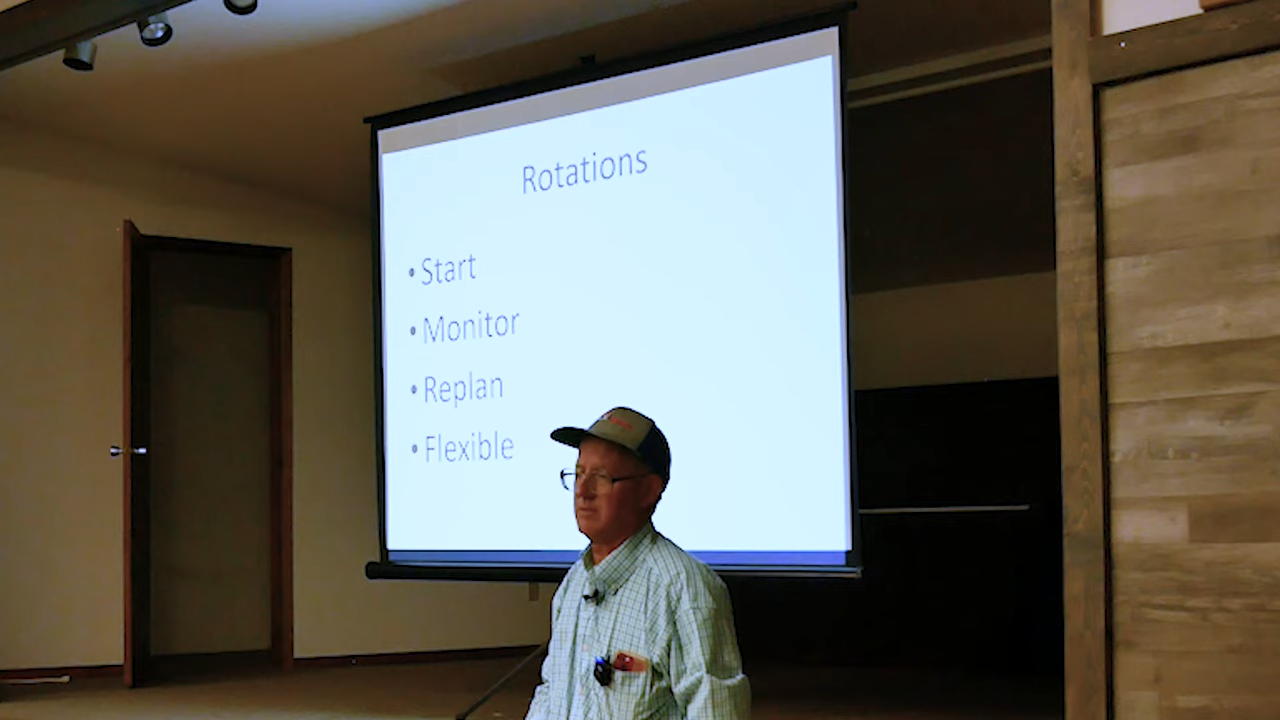 Rotations
• Start
• Monitor
• Replan
• Flexible